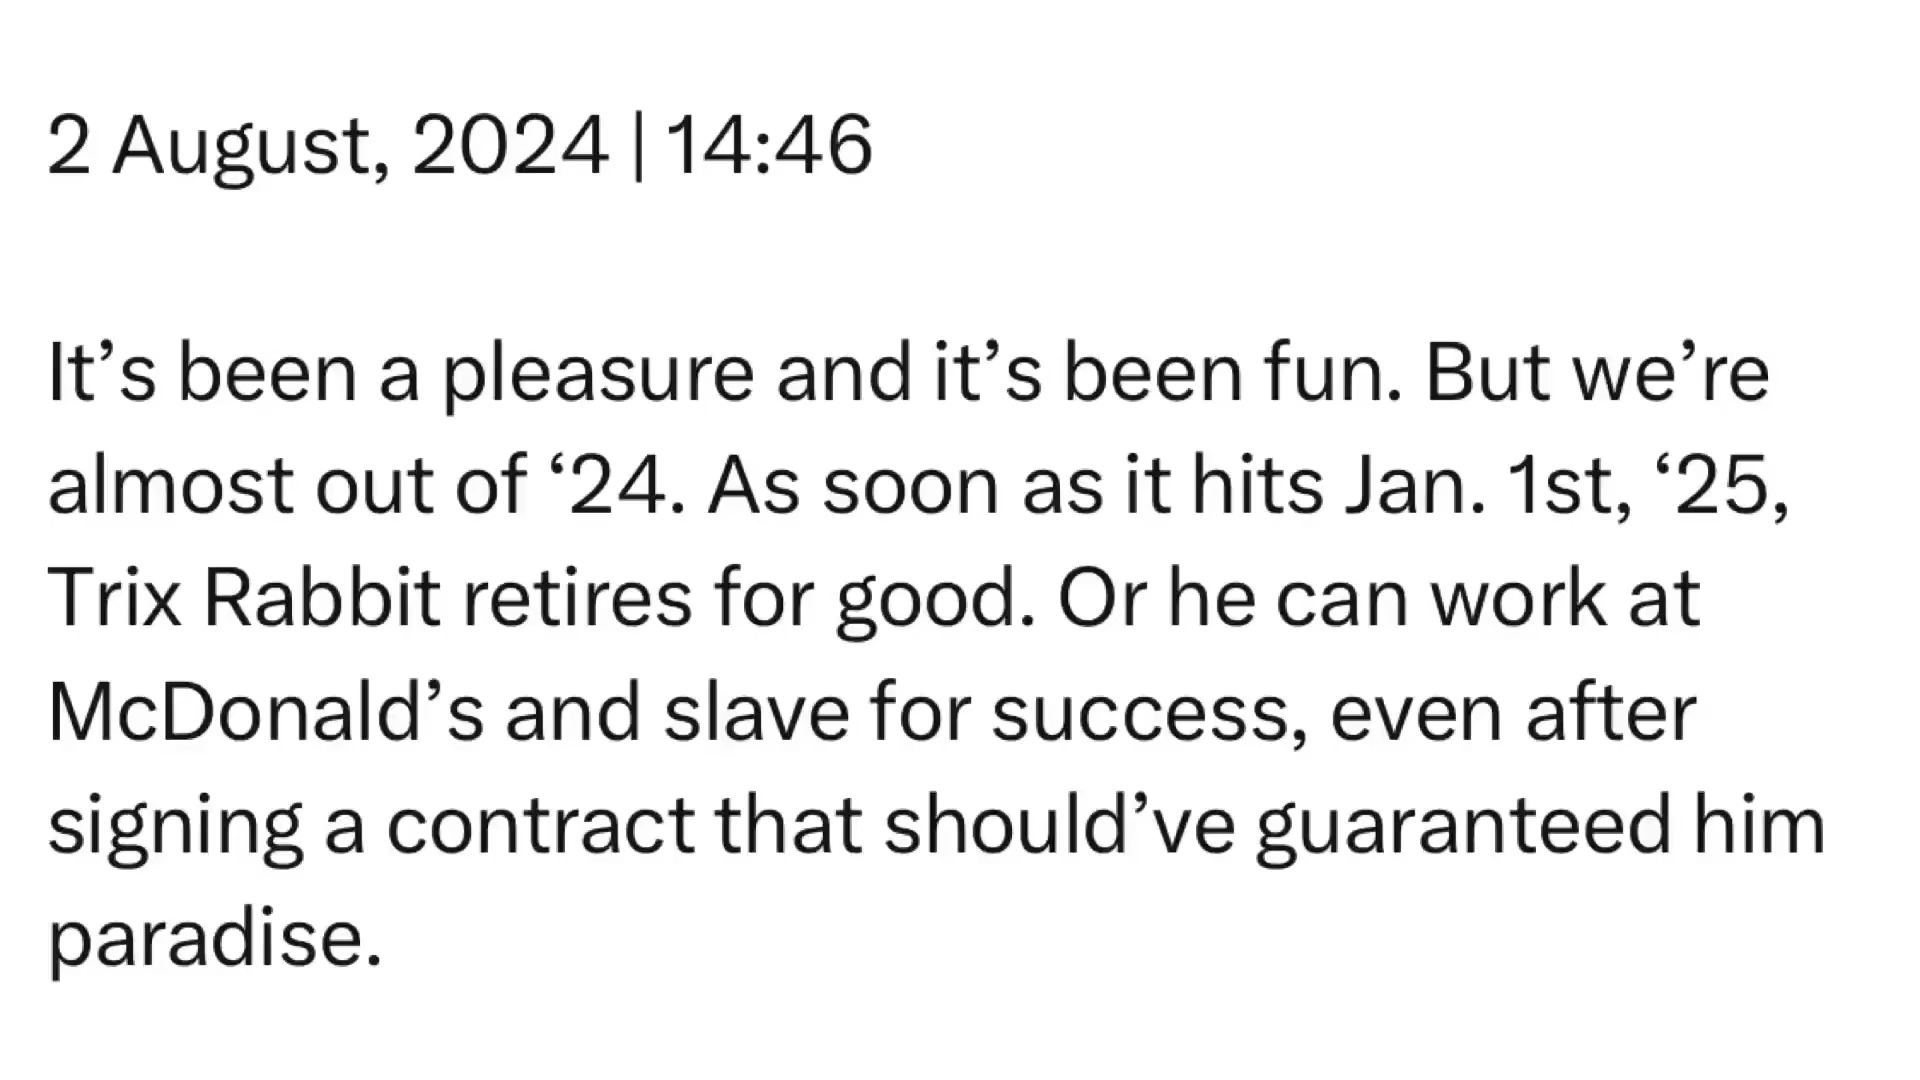 2 August, 2024 | 14:46
It’s been a pleasure and it’s been fun. But we’re
almost out of ‘24. As soon as it hits Jan. 1st, ‘25,
Trix Rabbit retires for good. Or he can work at
McDonald’s and slave for success, even after
signing a contract that should’ve guaranteed him
paradise.